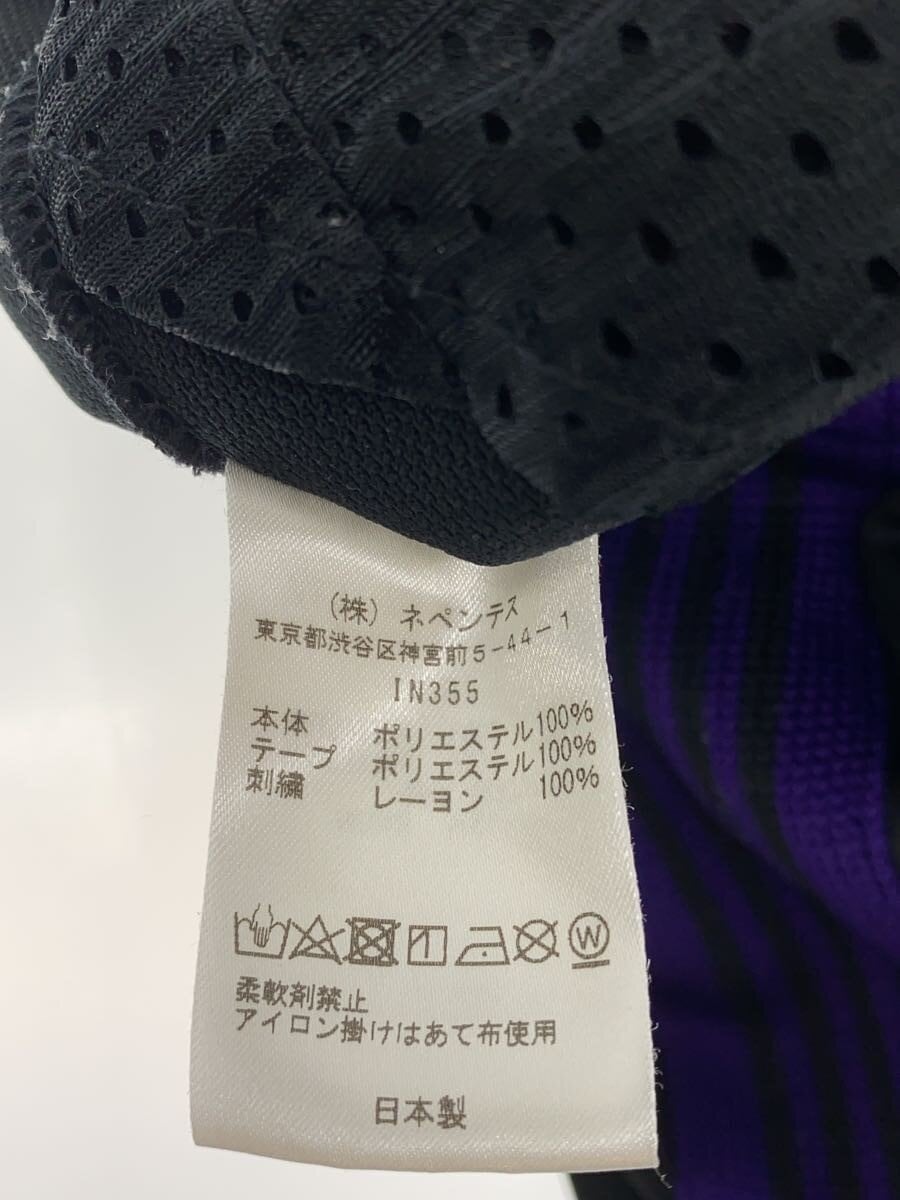 (株) ネペンテス
東京都渋谷区神宮前5-44-1
IN355
本体 ポリエステル100%
テープ ポリエステル100%
刺繍 レーヨン 100%
W
柔軟剤禁止
アイロン掛けはあて布使用
日本製